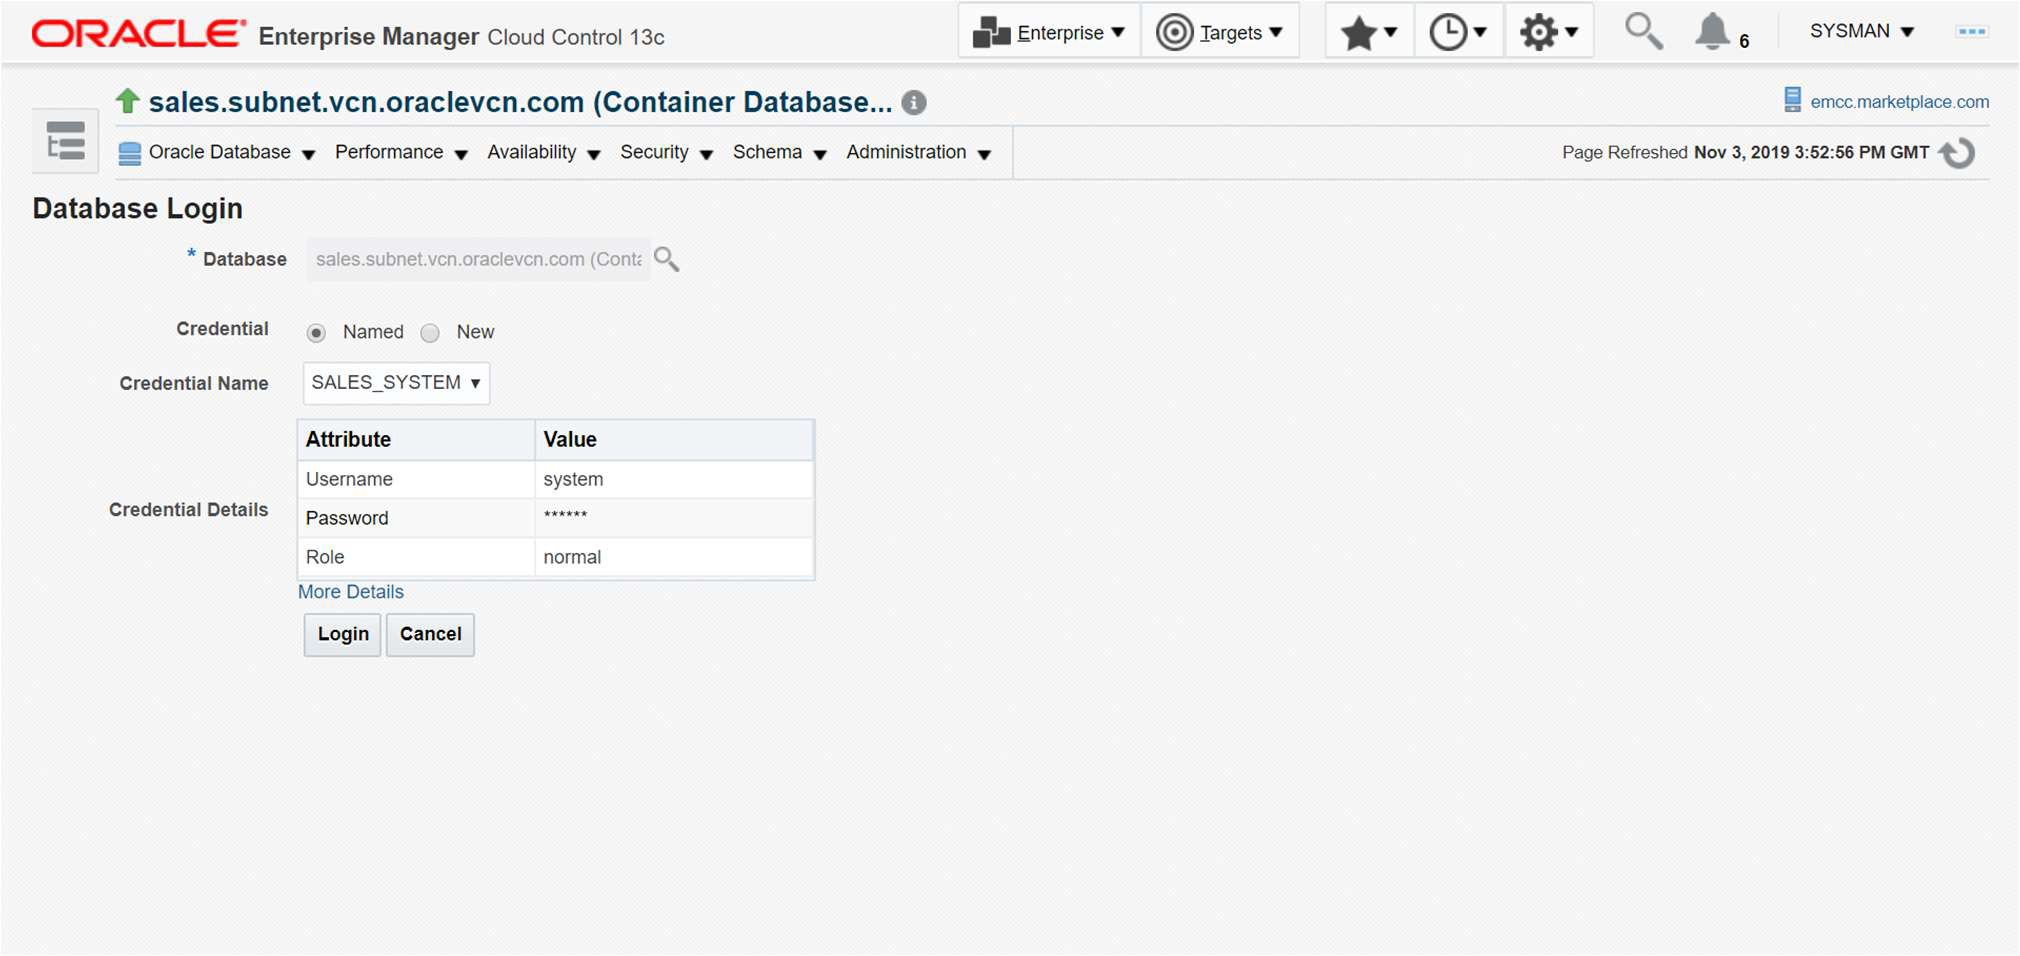 ORACLE Enterprise Manager Cloud Control 13c Enterprise Targets 6 SYSMAN
sales.subnet.vcn.oraclevcn.com (Container Database... emcc.marketplace.com
Oracle Database Performance Availability Security Schema Administration Page Refreshed Nov 3, 2019 3:52:56 PM GMT
Database Login
* Database sales.subnet.vcn.oraclevcn.com (Conta
Credential Named New
Credential Name SALES_SYSTEM
Attribute Value
Username system
Credential Details
Password ******
Role normal
More Details
Login Cancel